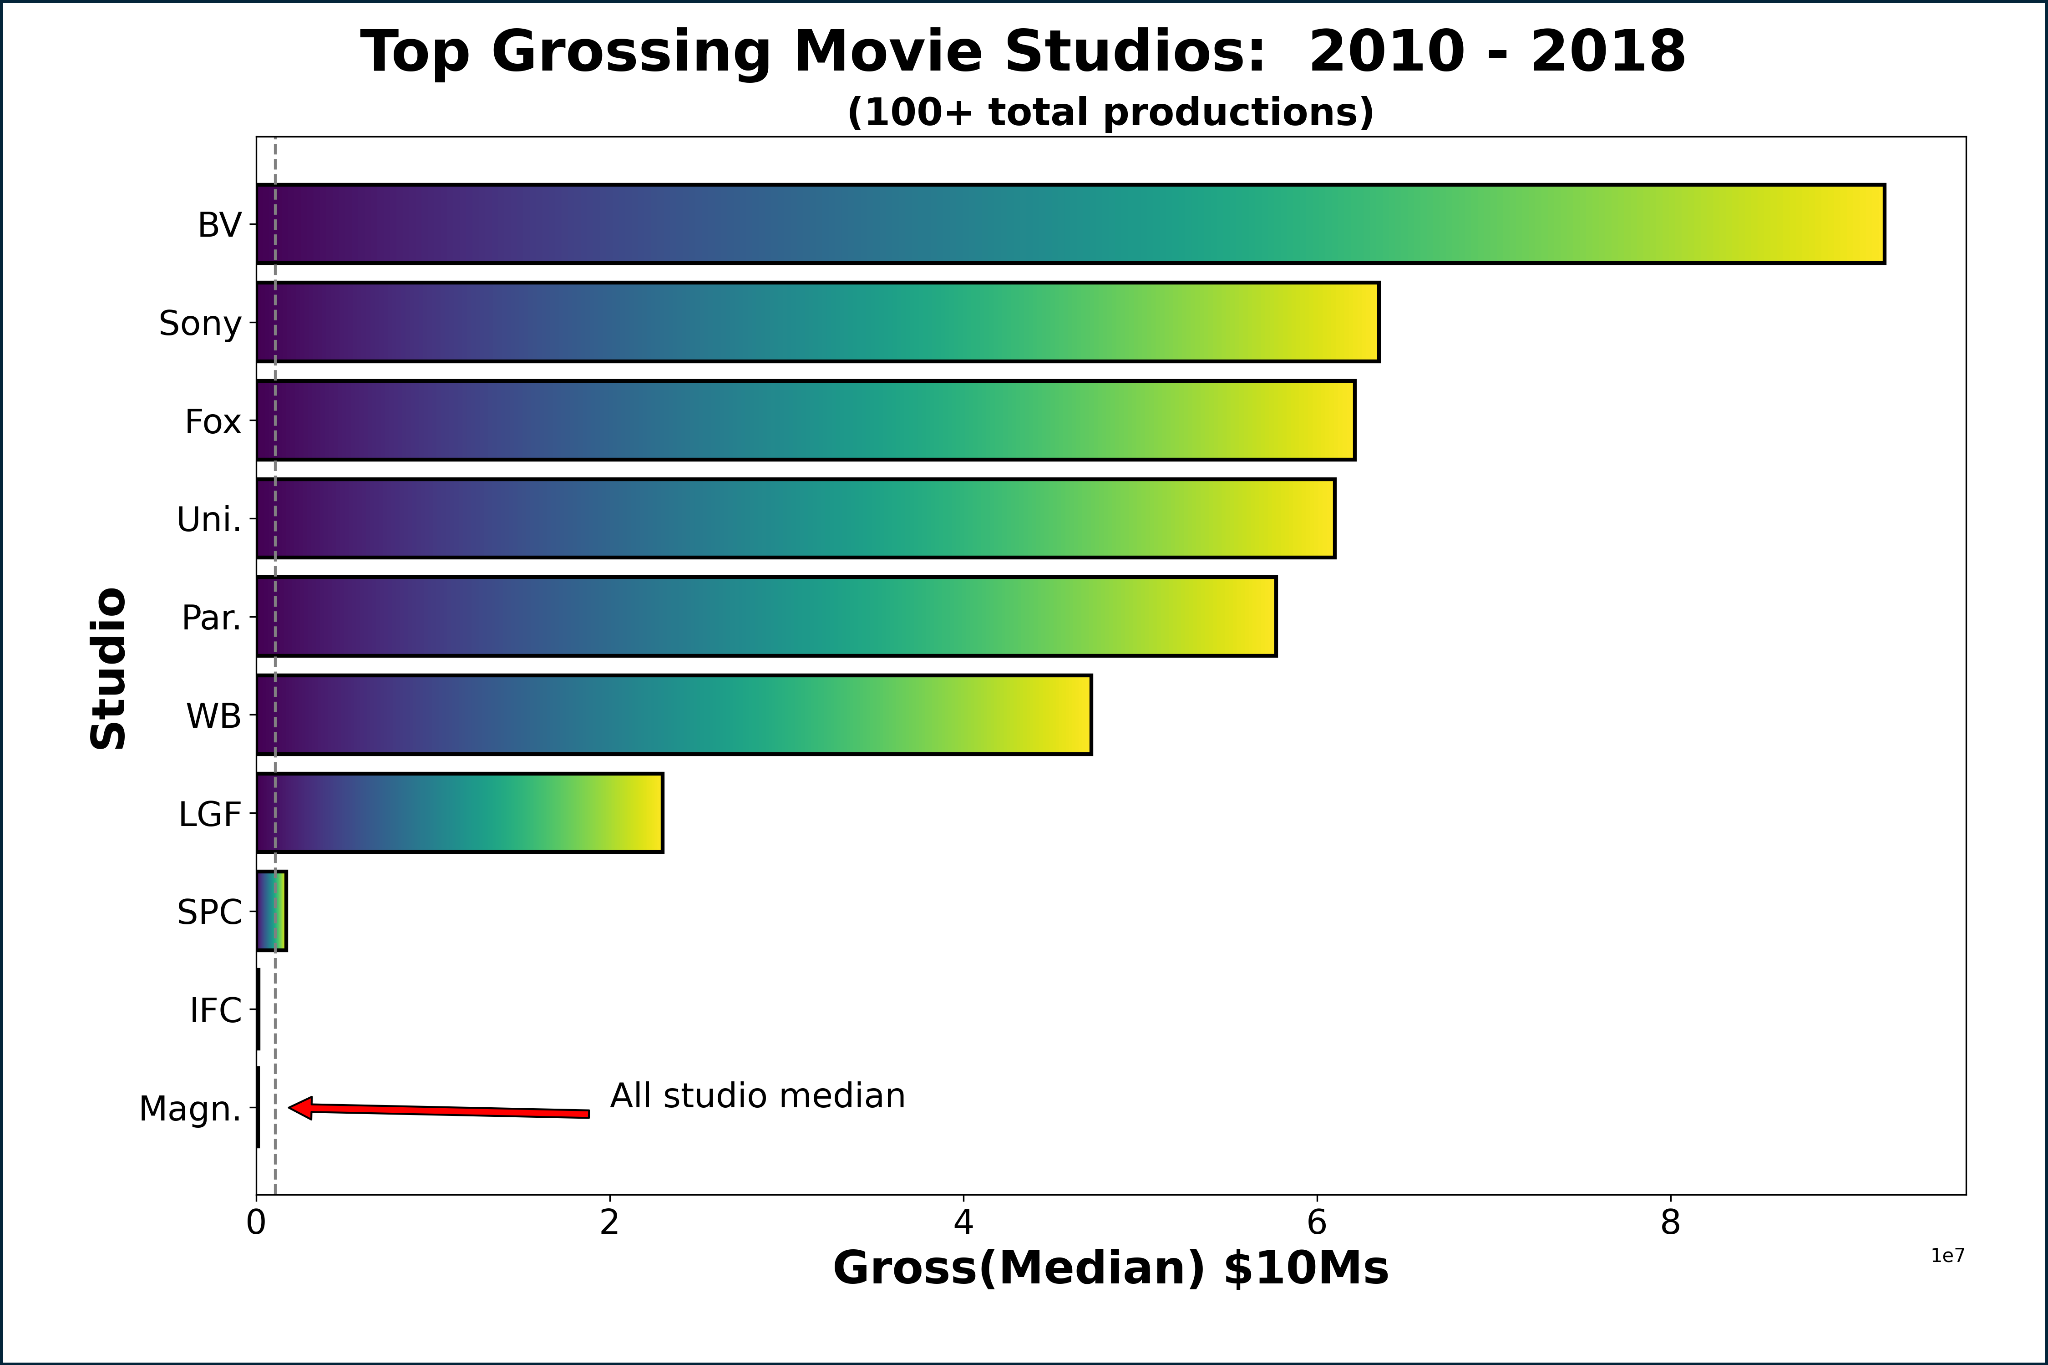 Top Grossing Movie Studios:  2010 - 2018
(100+ total productions)
BV
Sony
Fox
Uni.
Par.
WB
LGF
SPC
IFC
Magn.
Studio
All studio median
0 2 4 6 8
1e7
Gross(Median) $10Ms